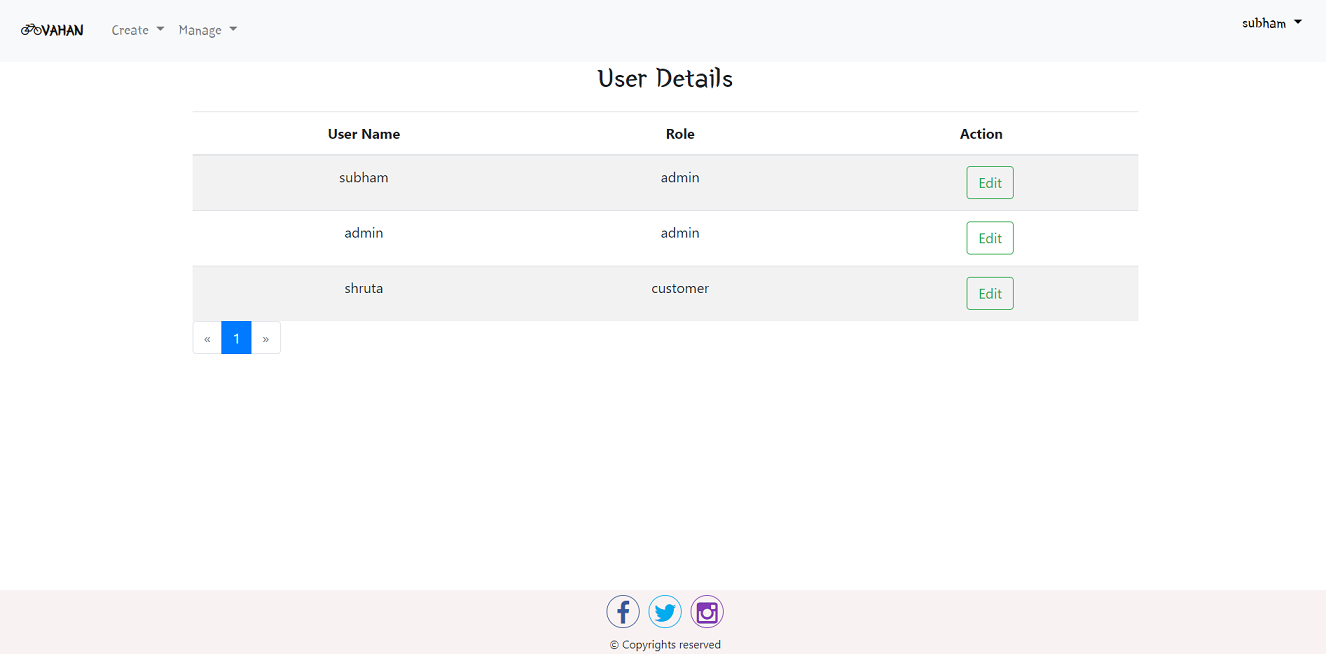 VAHAN Create Manage subham
User Details
User Name Role Action
subham admin Edit
admin admin Edit
shruta customer Edit
« 1 »
© Copyrights reserved